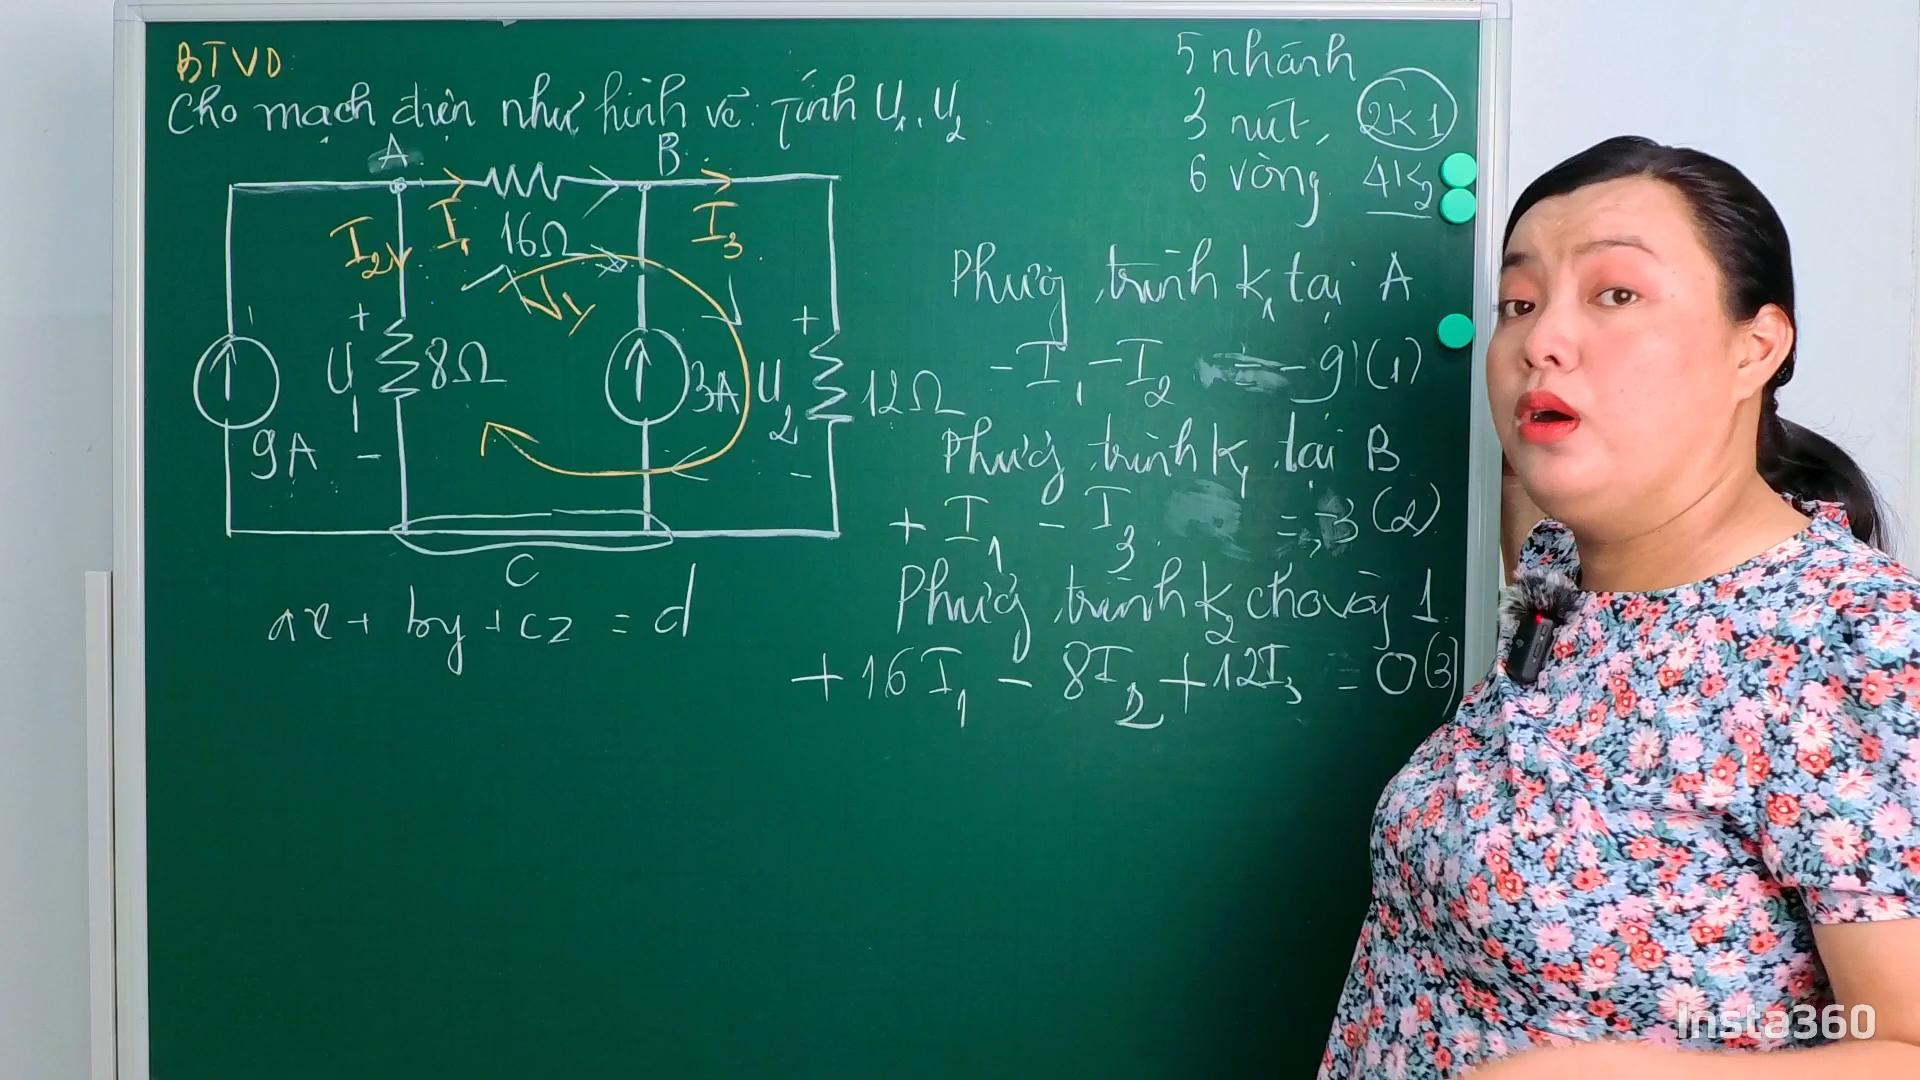 BTVD:
Cho mạch điện như hình vẽ: Tính U1, U2
5 nhánh
3 nút, 2K1
6 vòng. 4K2
A
B
I2
I1
16Ω
I3
V1
+
U1
-
8Ω
9A
3A
+
U2
-
12Ω
C
ax + by + cz = d
Phương trình K1 tại A
-I1 - I2 = -9 (1)
Phương trình K1 tại B
+ I1 - I3 = -3 (2)
Phương trình K2 cho vòng 1
+ 16I1 - 8I2 + 12I3 = 0 (3)
Insta360